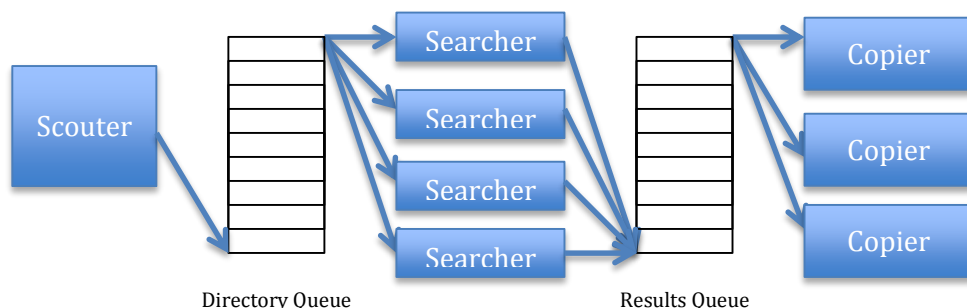 Scouter
Searcher
Searcher
Searcher
Searcher
Copier
Copier
Copier
Directory Queue
Results Queue